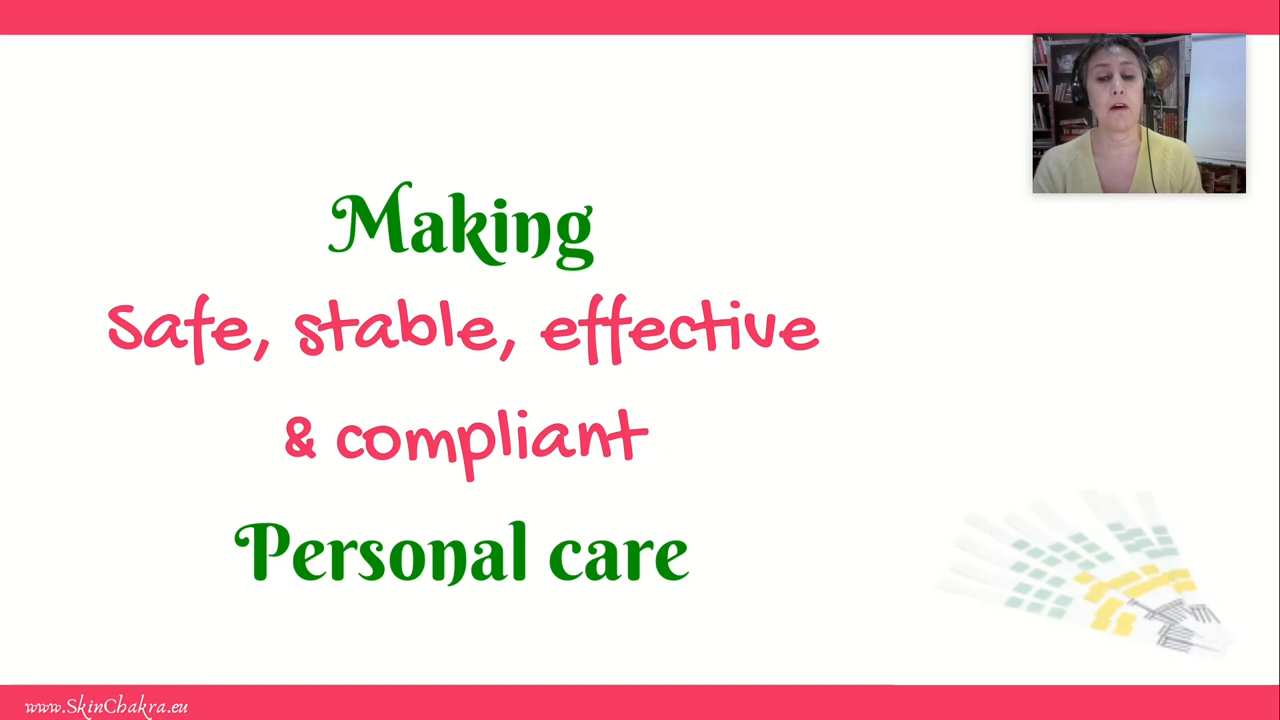 Making
Safe, stable, effective
& compliant
Personal care
www.SkinChakra.eu